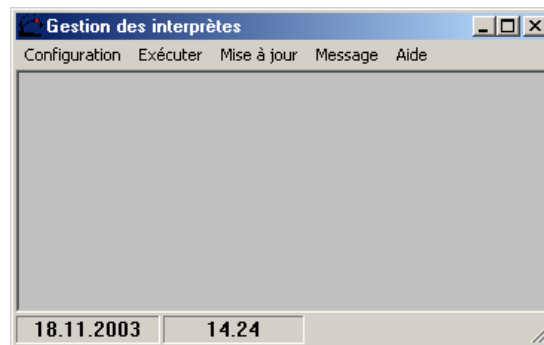 Gestion des interprètes
Configuration Exécuter Mise à jour Message Aide
18.11.2003 14.24